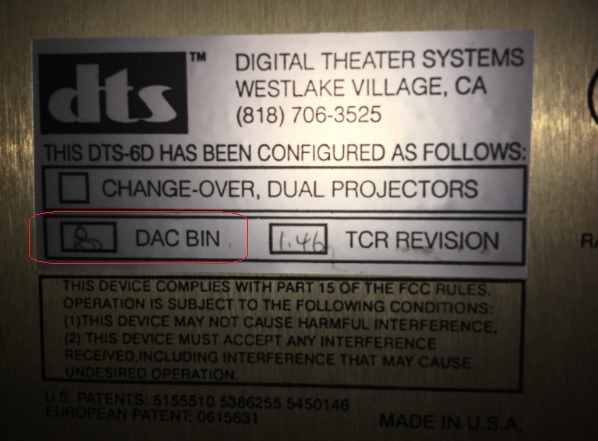 dts™
DIGITAL THEATER SYSTEMS
WESTLAKE VILLAGE, CA
(818) 706-3525
THIS DTS-6D HAS BEEN CONFIGURED AS FOLLOWS:
CHANGE-OVER, DUAL PROJECTORS
DAC BIN 1.46 TCR REVISION
THIS DEVICE COMPLIES WITH PART 15 OF THE FCC RULES.
OPERATION IS SUBJECT TO THE FOLLOWING CONDITIONS:
(1)THIS DEVICE MAY NOT CAUSE HARMFUL INTERFERENCE,
(2) THIS DEVICE MUST ACCEPT ANY INTERFERENCE
RECEIVED,INCLUDING INTERFERENCE THAT MAY CAUSE
UNDESIRED OPERATION.
U.S. PATENTS: 5155510 5386255 5450146
EUROPEAN PATENT: 0615631
MADE IN U.S.A.